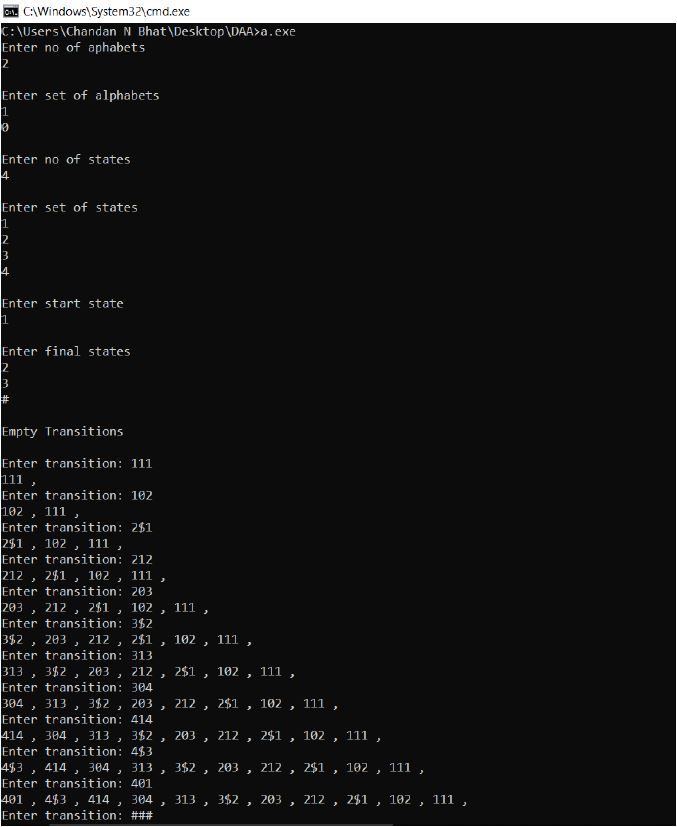 C:\Windows\System32\cmd.exe
C:\Users\Chandan N Bhat\Desktop\DAA>a.exe
Enter no of aphabets
2
Enter set of alphabets
1
0
Enter no of states
4
Enter set of states
1
2
3
4
Enter start state
1
Enter final states
2
3
#
Empty Transitions
Enter transition: 111
111 ,
Enter transition: 102
102 , 111 ,
Enter transition: 2$1
2$1 , 102 , 111 ,
Enter transition: 212
212 , 2$1 , 102 , 111 ,
Enter transition: 203
203 , 212 , 2$1 , 102 , 111 ,
Enter transition: 3$2
3$2 , 203 , 212 , 2$1 , 102 , 111 ,
Enter transition: 313
313 , 3$2 , 203 , 212 , 2$1 , 102 , 111 ,
Enter transition: 304
304 , 313 , 3$2 , 203 , 212 , 2$1 , 102 , 111 ,
Enter transition: 414
414 , 304 , 313 , 3$2 , 203 , 212 , 2$1 , 102 , 111 ,
Enter transition: 4$3
4$3 , 414 , 304 , 313 , 3$2 , 203 , 212 , 2$1 , 102 , 111 ,
Enter transition: 401
401 , 4$3 , 414 , 304 , 313 , 3$2 , 203 , 212 , 2$1 , 102 , 111 ,
Enter transition: ###